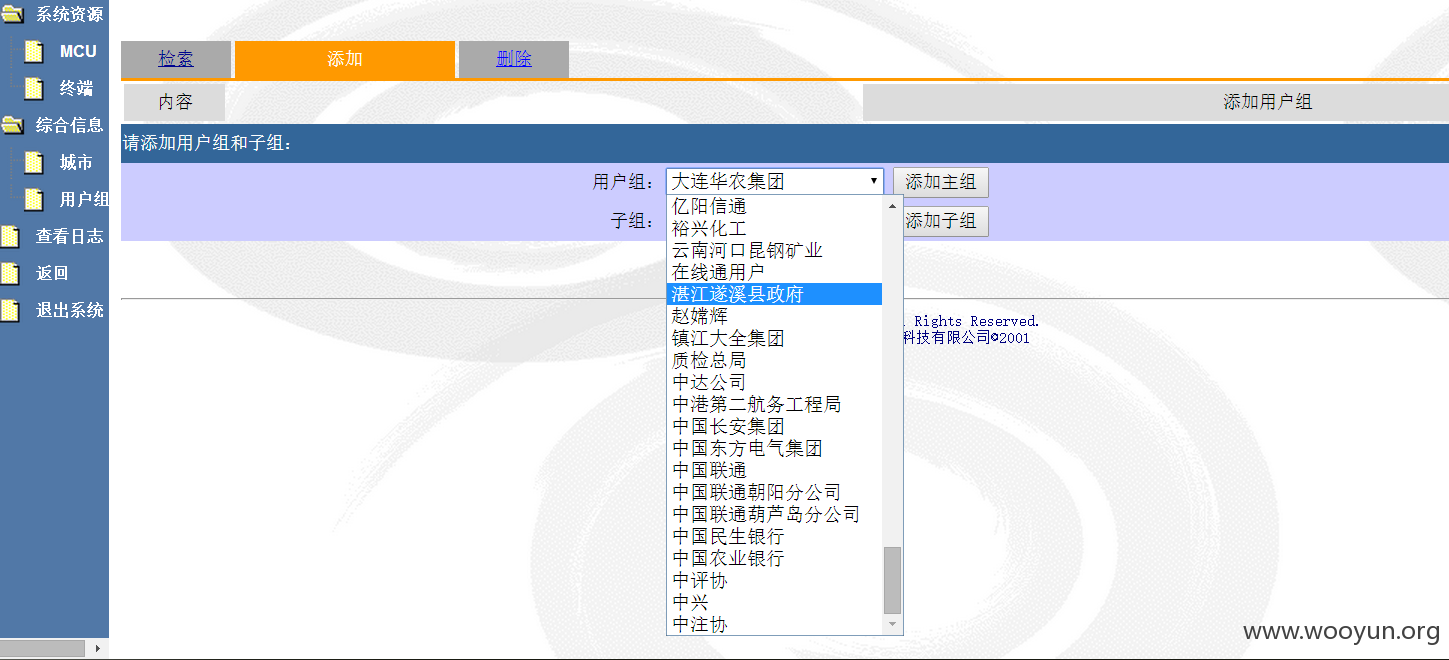 系统资源
MCU
终端
综合信息
城市
用户组
查看日志
返回
退出系统
检索
添加
删除
内容
添加用户组
请添加用户组和子组：
用户组： 大连华农集团 添加主组
子组： 添加子组
亿阳信通
裕兴化工
云南河口昆钢矿业
在线通用户
湛江遂溪县政府
赵嫦辉
镇江大全集团
质检总局
中达公司
中港第二航务工程局
中国长安集团
中国东方电气集团
中国联通
中国联通朝阳分公司
中国联通葫芦岛分公司
中国民生银行
中国农业银行
中评协
中兴
中注协
Rights Reserved.
科技有限公司©2001
www.wooyun.org